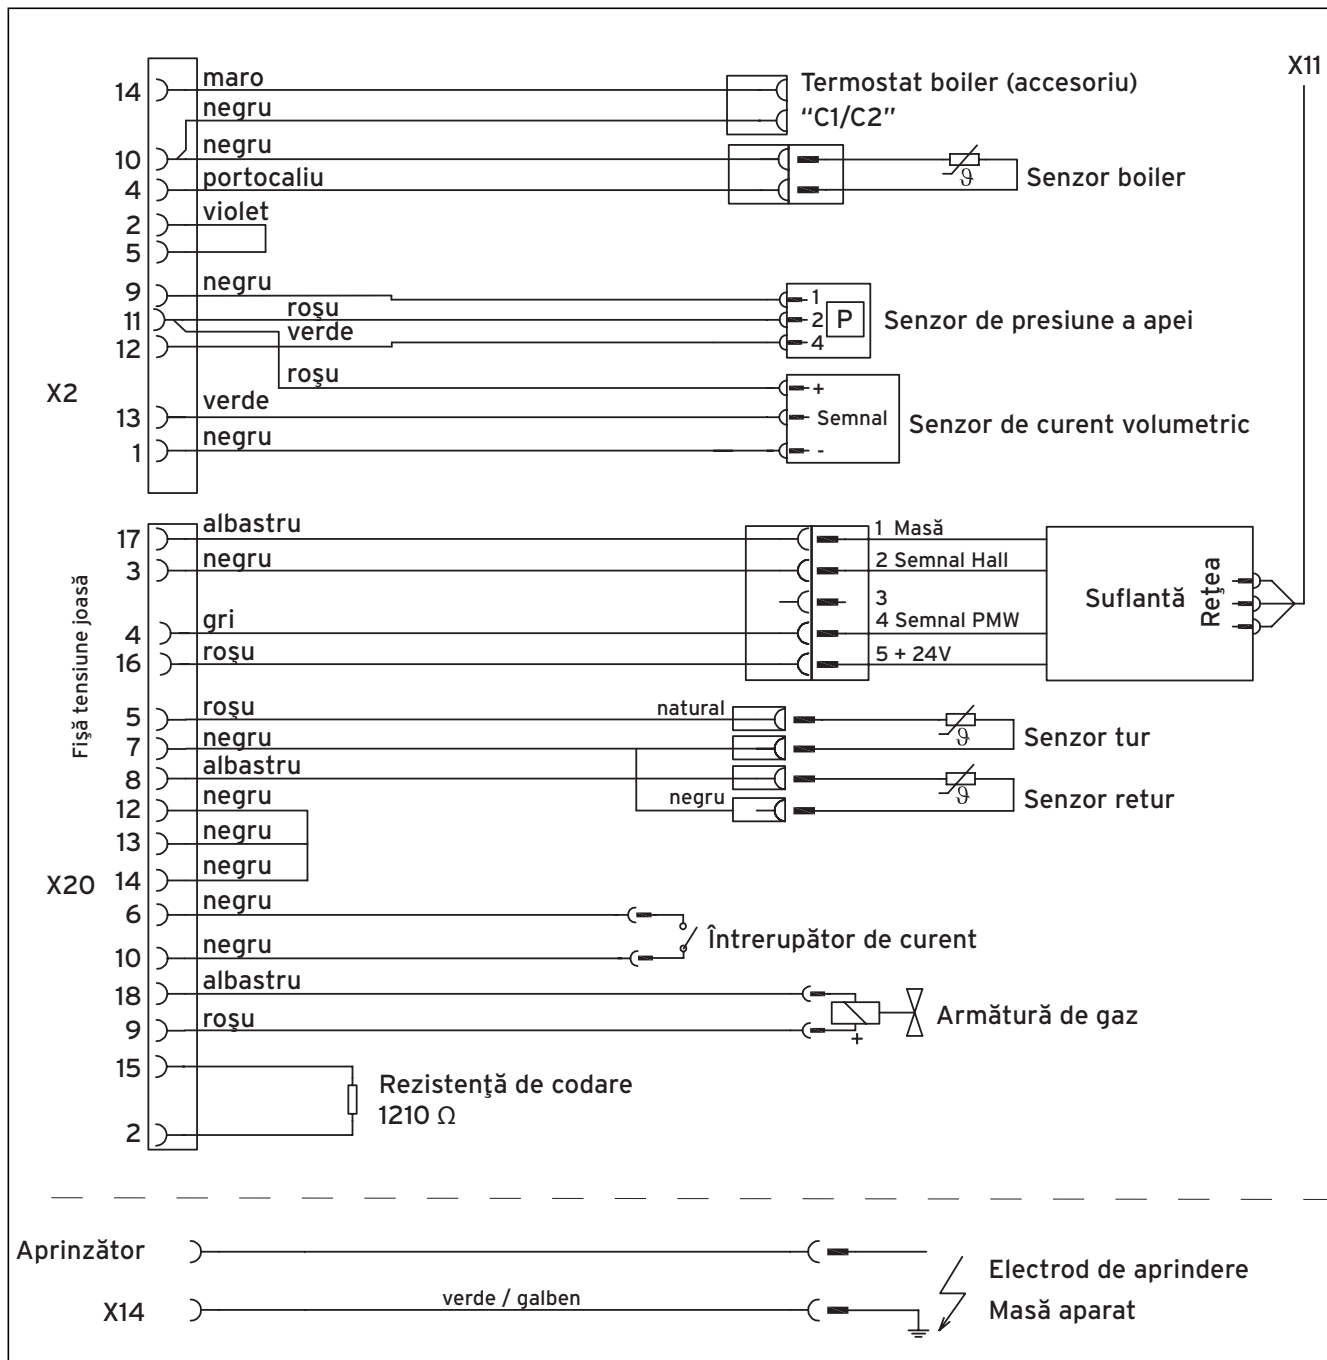 X11
14 maro Termostat boiler (accesoriu)
negru “C1/C2”
10 negru
4 portocaliu ϑ Senzor boiler
2 violet
5
9 negru 1
11 roşu 2 P Senzor de presiune a apei
12 verde 4
X2 roşu +
13 verde Semnal Senzor de curent volumetric
1 negru -
Fişă tensiune joasă
17 albastru 1 Masă
3 negru 2 Semnal Hall
3 Suflantă Reţea
4 gri 4 Semnal PMW
16 roşu 5 + 24V
5 roşu natural
7 negru ϑ Senzor tur
8 albastru
12 negru negru ϑ Senzor retur
13 negru
X20 14 negru
6 negru
10 negru Întrerupător de curent
18 albastru
9 roşu + Armătură de gaz
15
Rezistenţă de codare
1210 Ω
2
Aprinzător
Electrod de aprindere
X14 verde / galben Masă aparat